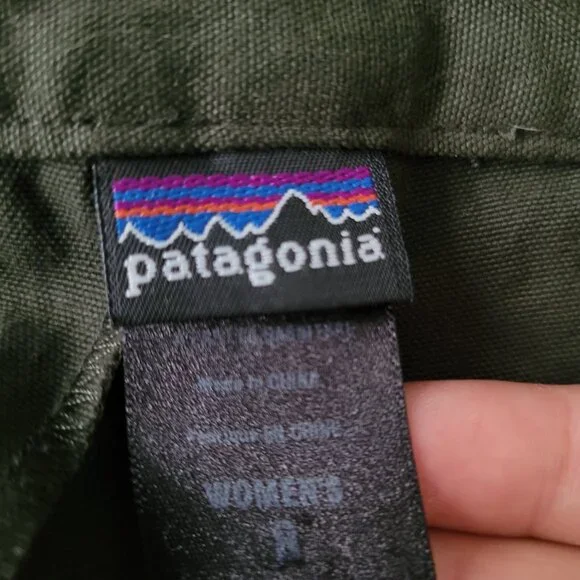 patagonia
Made in CHINA
Fabriqué en CHINE
WOMEN'S